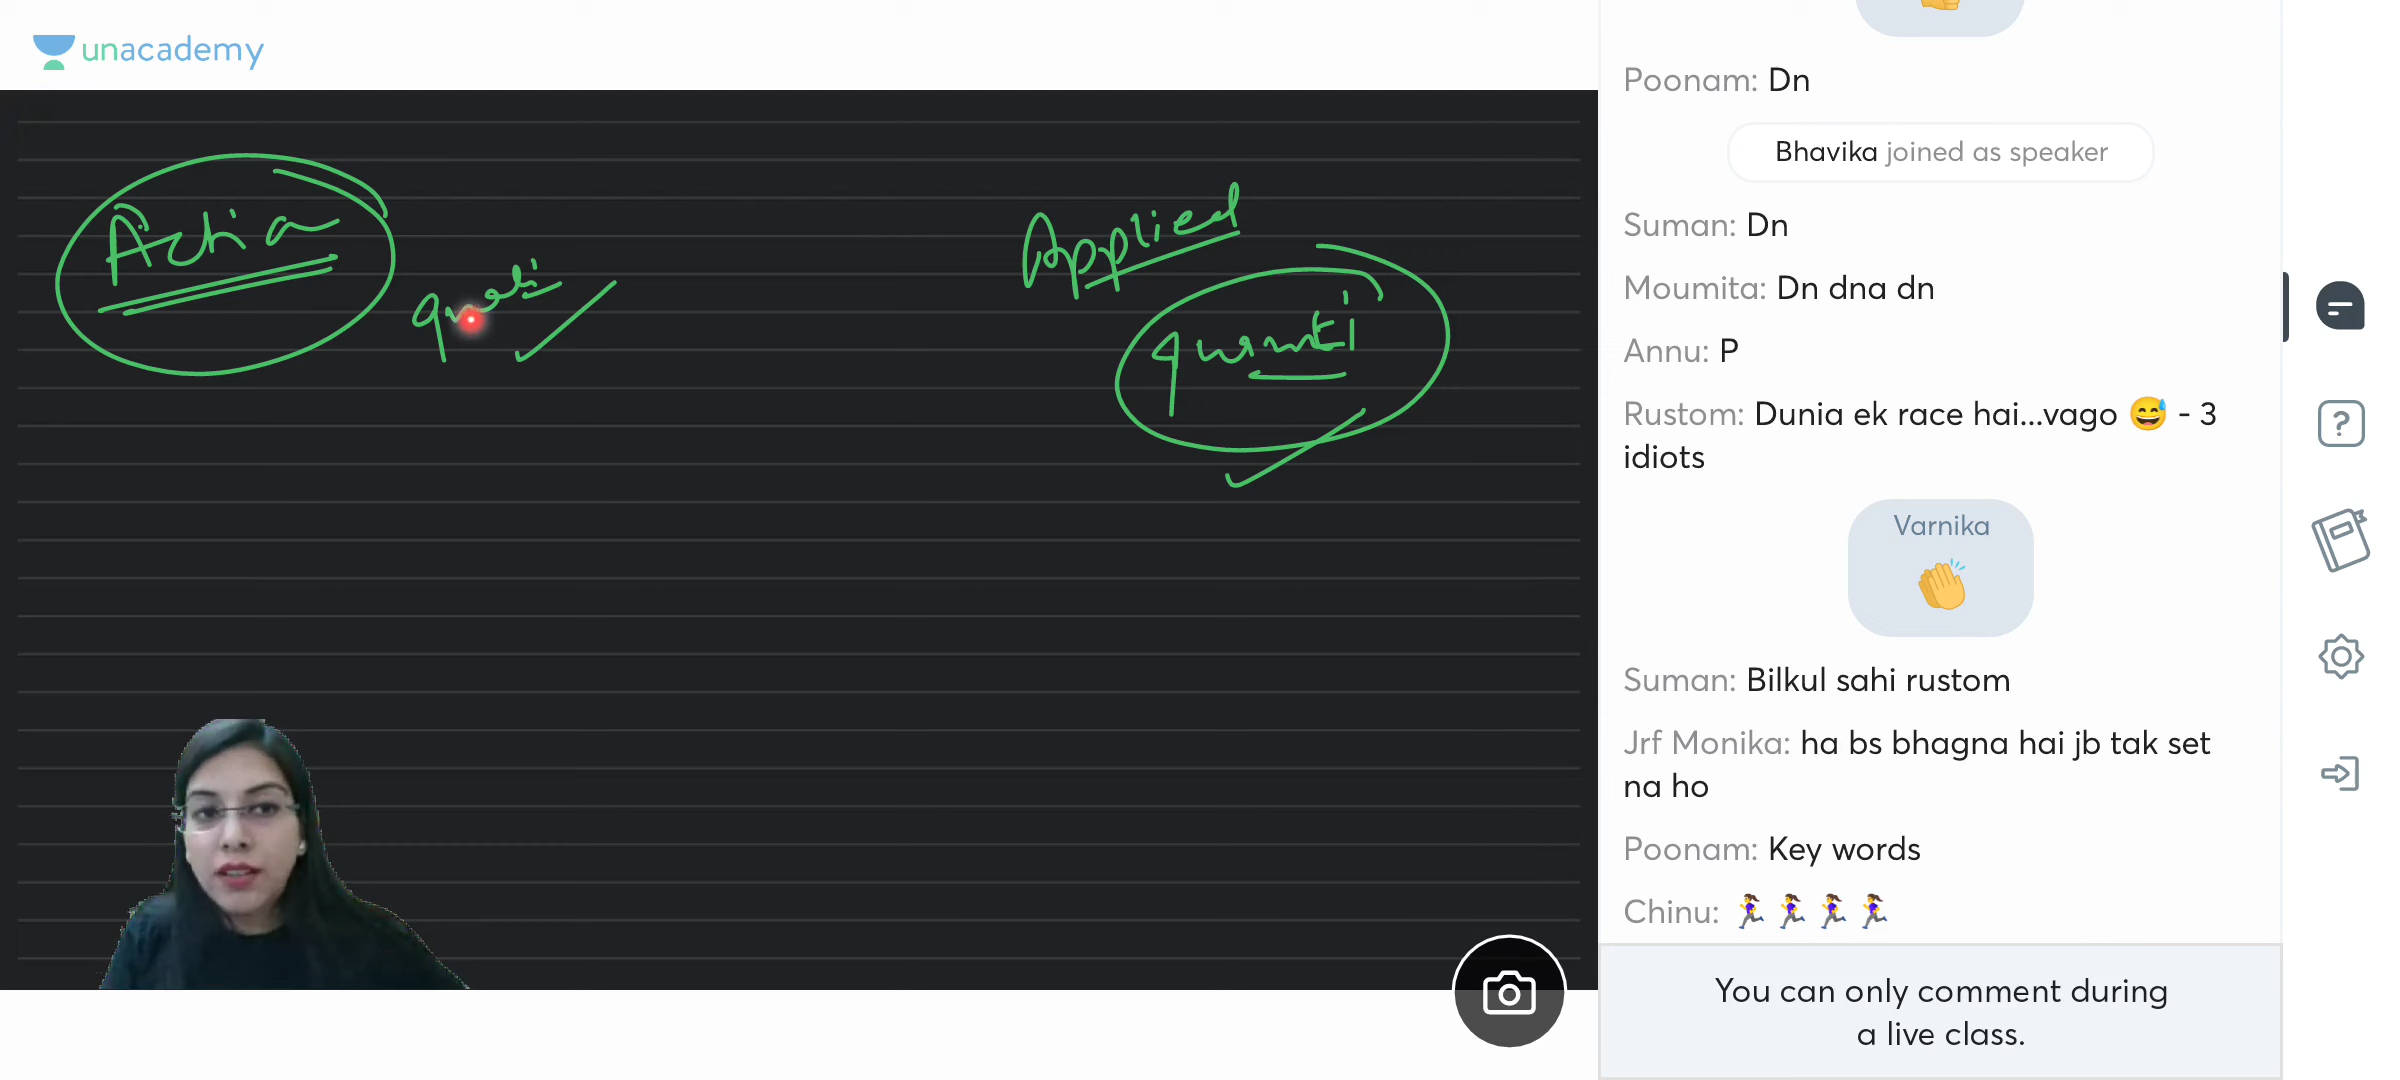 unacademy
Action
quali
Applied
quanti
Poonam: Dn
Bhavika joined as speaker
Suman: Dn
Moumita: Dn dna dn
Annu: P
Rustom: Dunia ek race hai...vago 😅 - 3
idiots
Varnika
👏
Suman: Bilkul sahi rustom
Jrf Monika: ha bs bhagna hai jb tak set
na ho
Poonam: Key words
Chinu: 🏃‍♀️🏃‍♀️🏃‍♀️🏃‍♀️
You can only comment during
a live class.